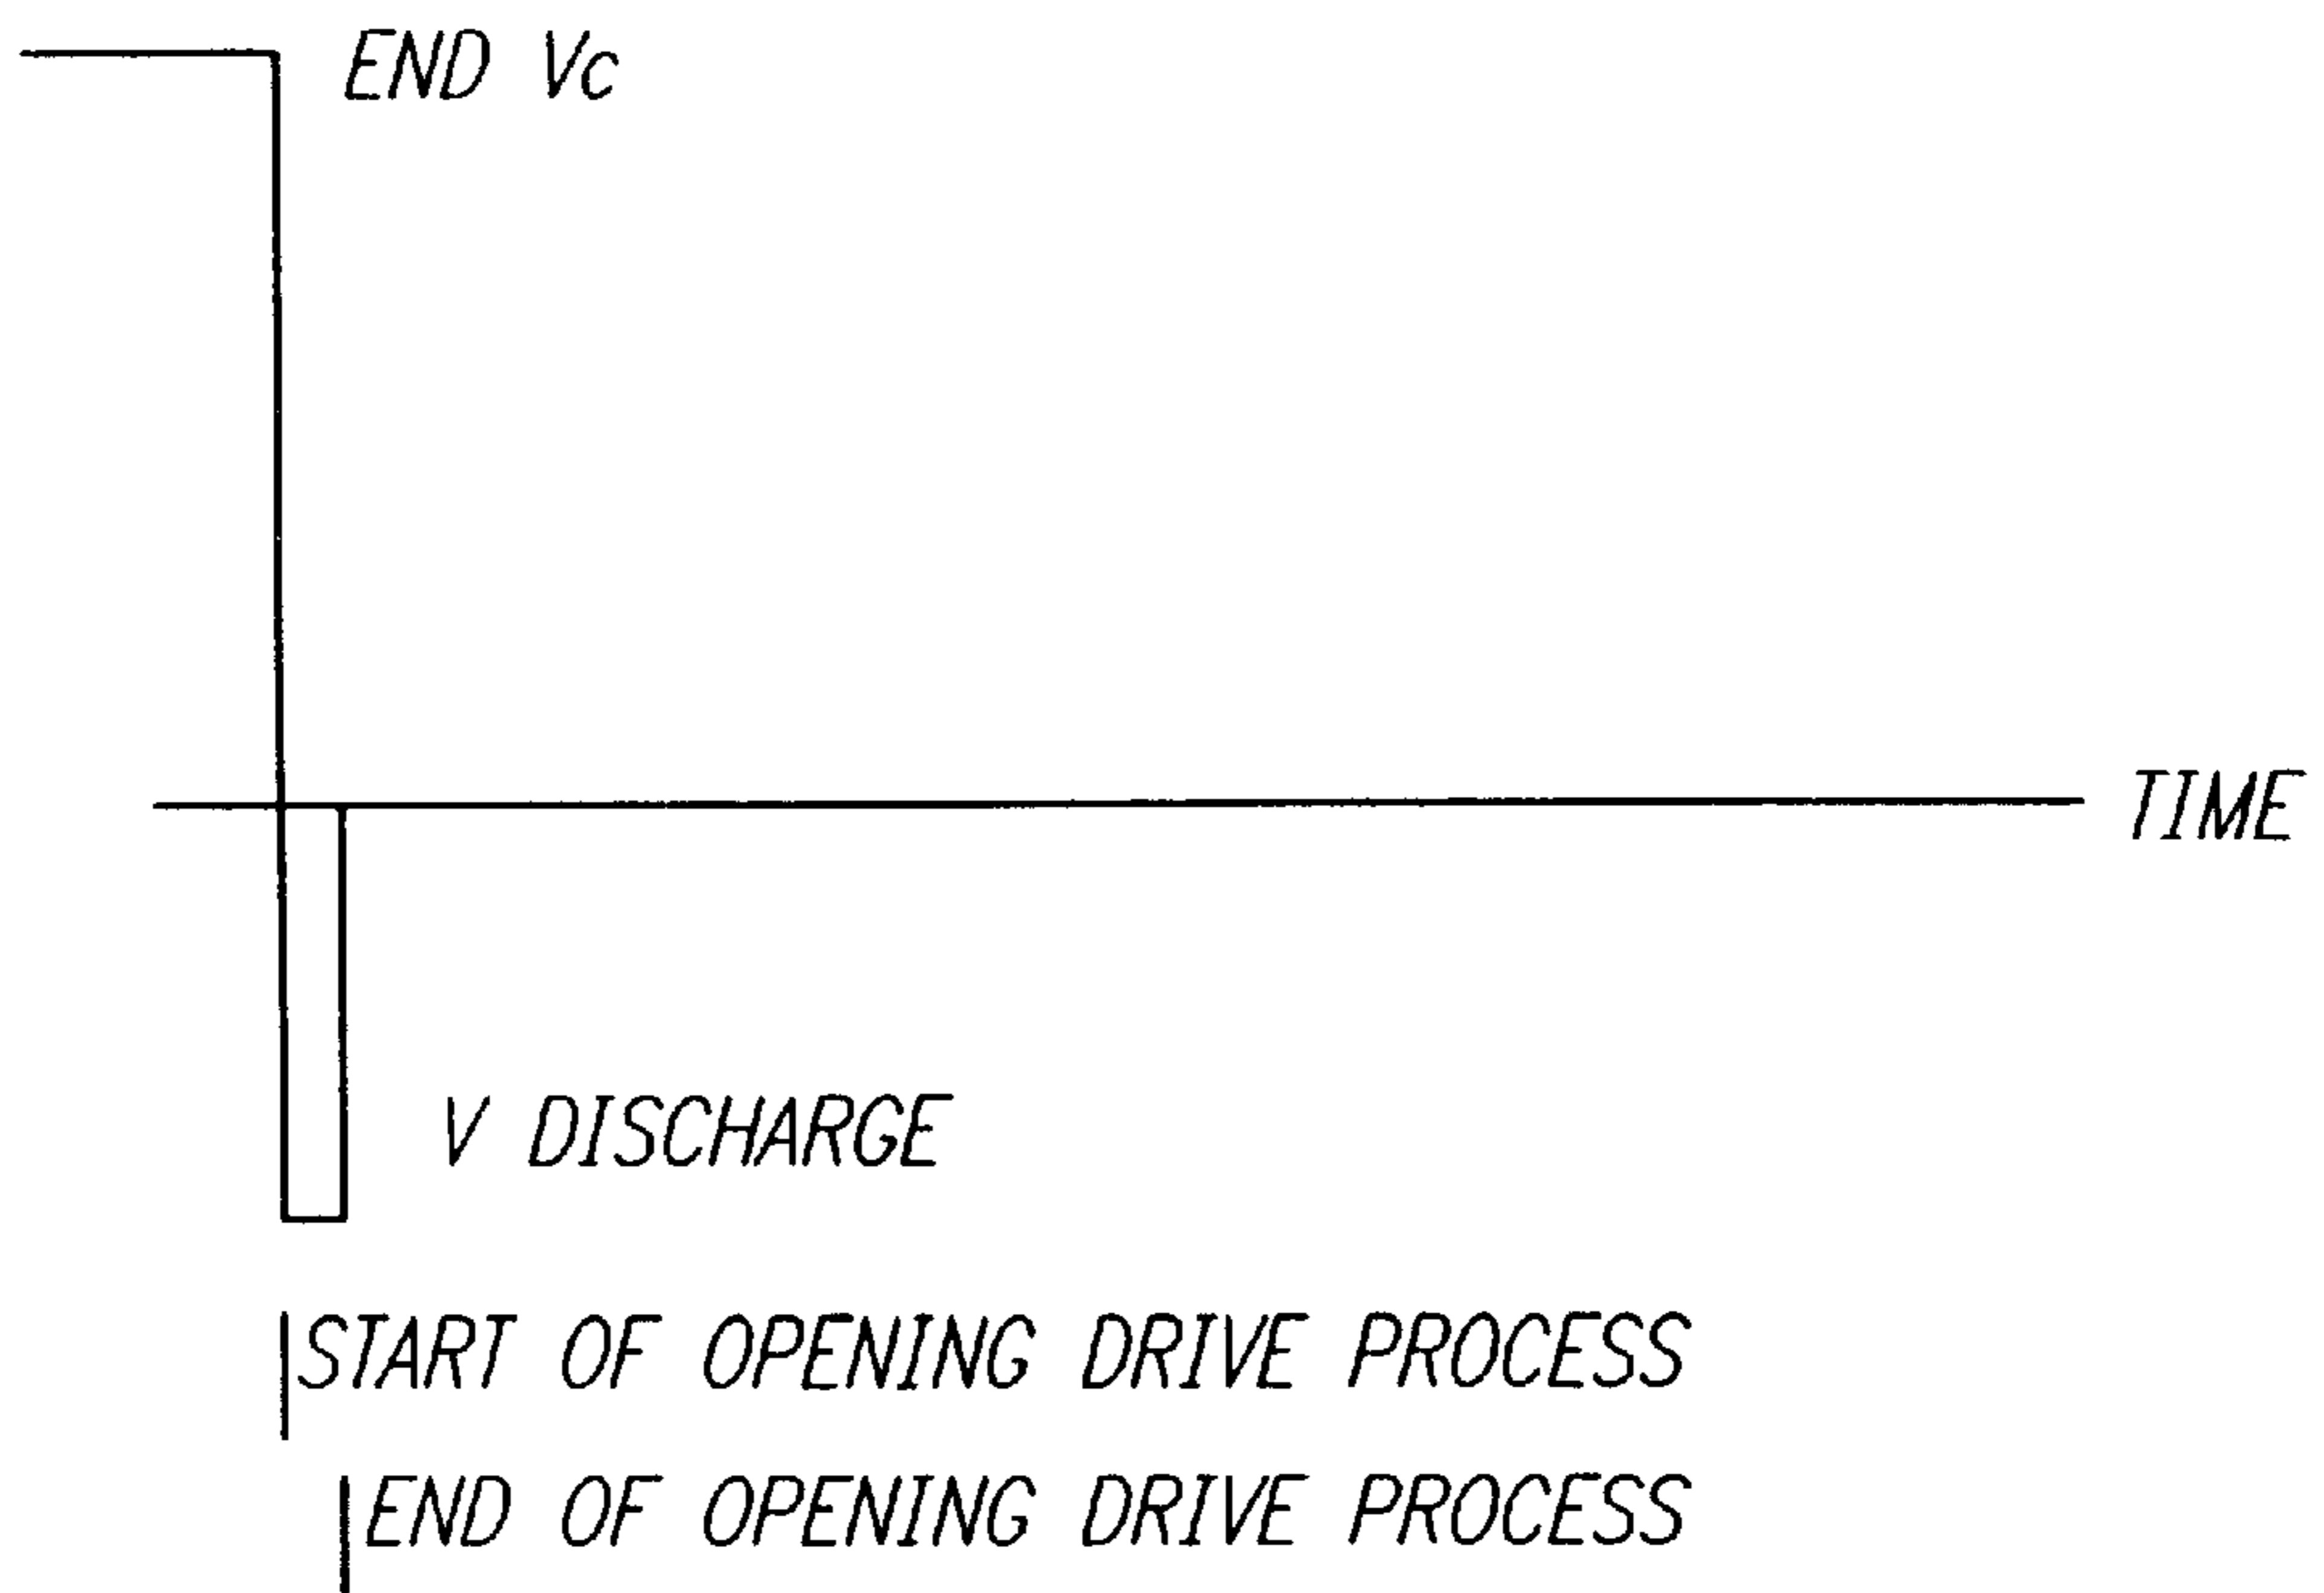 END Vc
TIME
V DISCHARGE
START OF OPENING DRIVE PROCESS
END OF OPENING DRIVE PROCESS